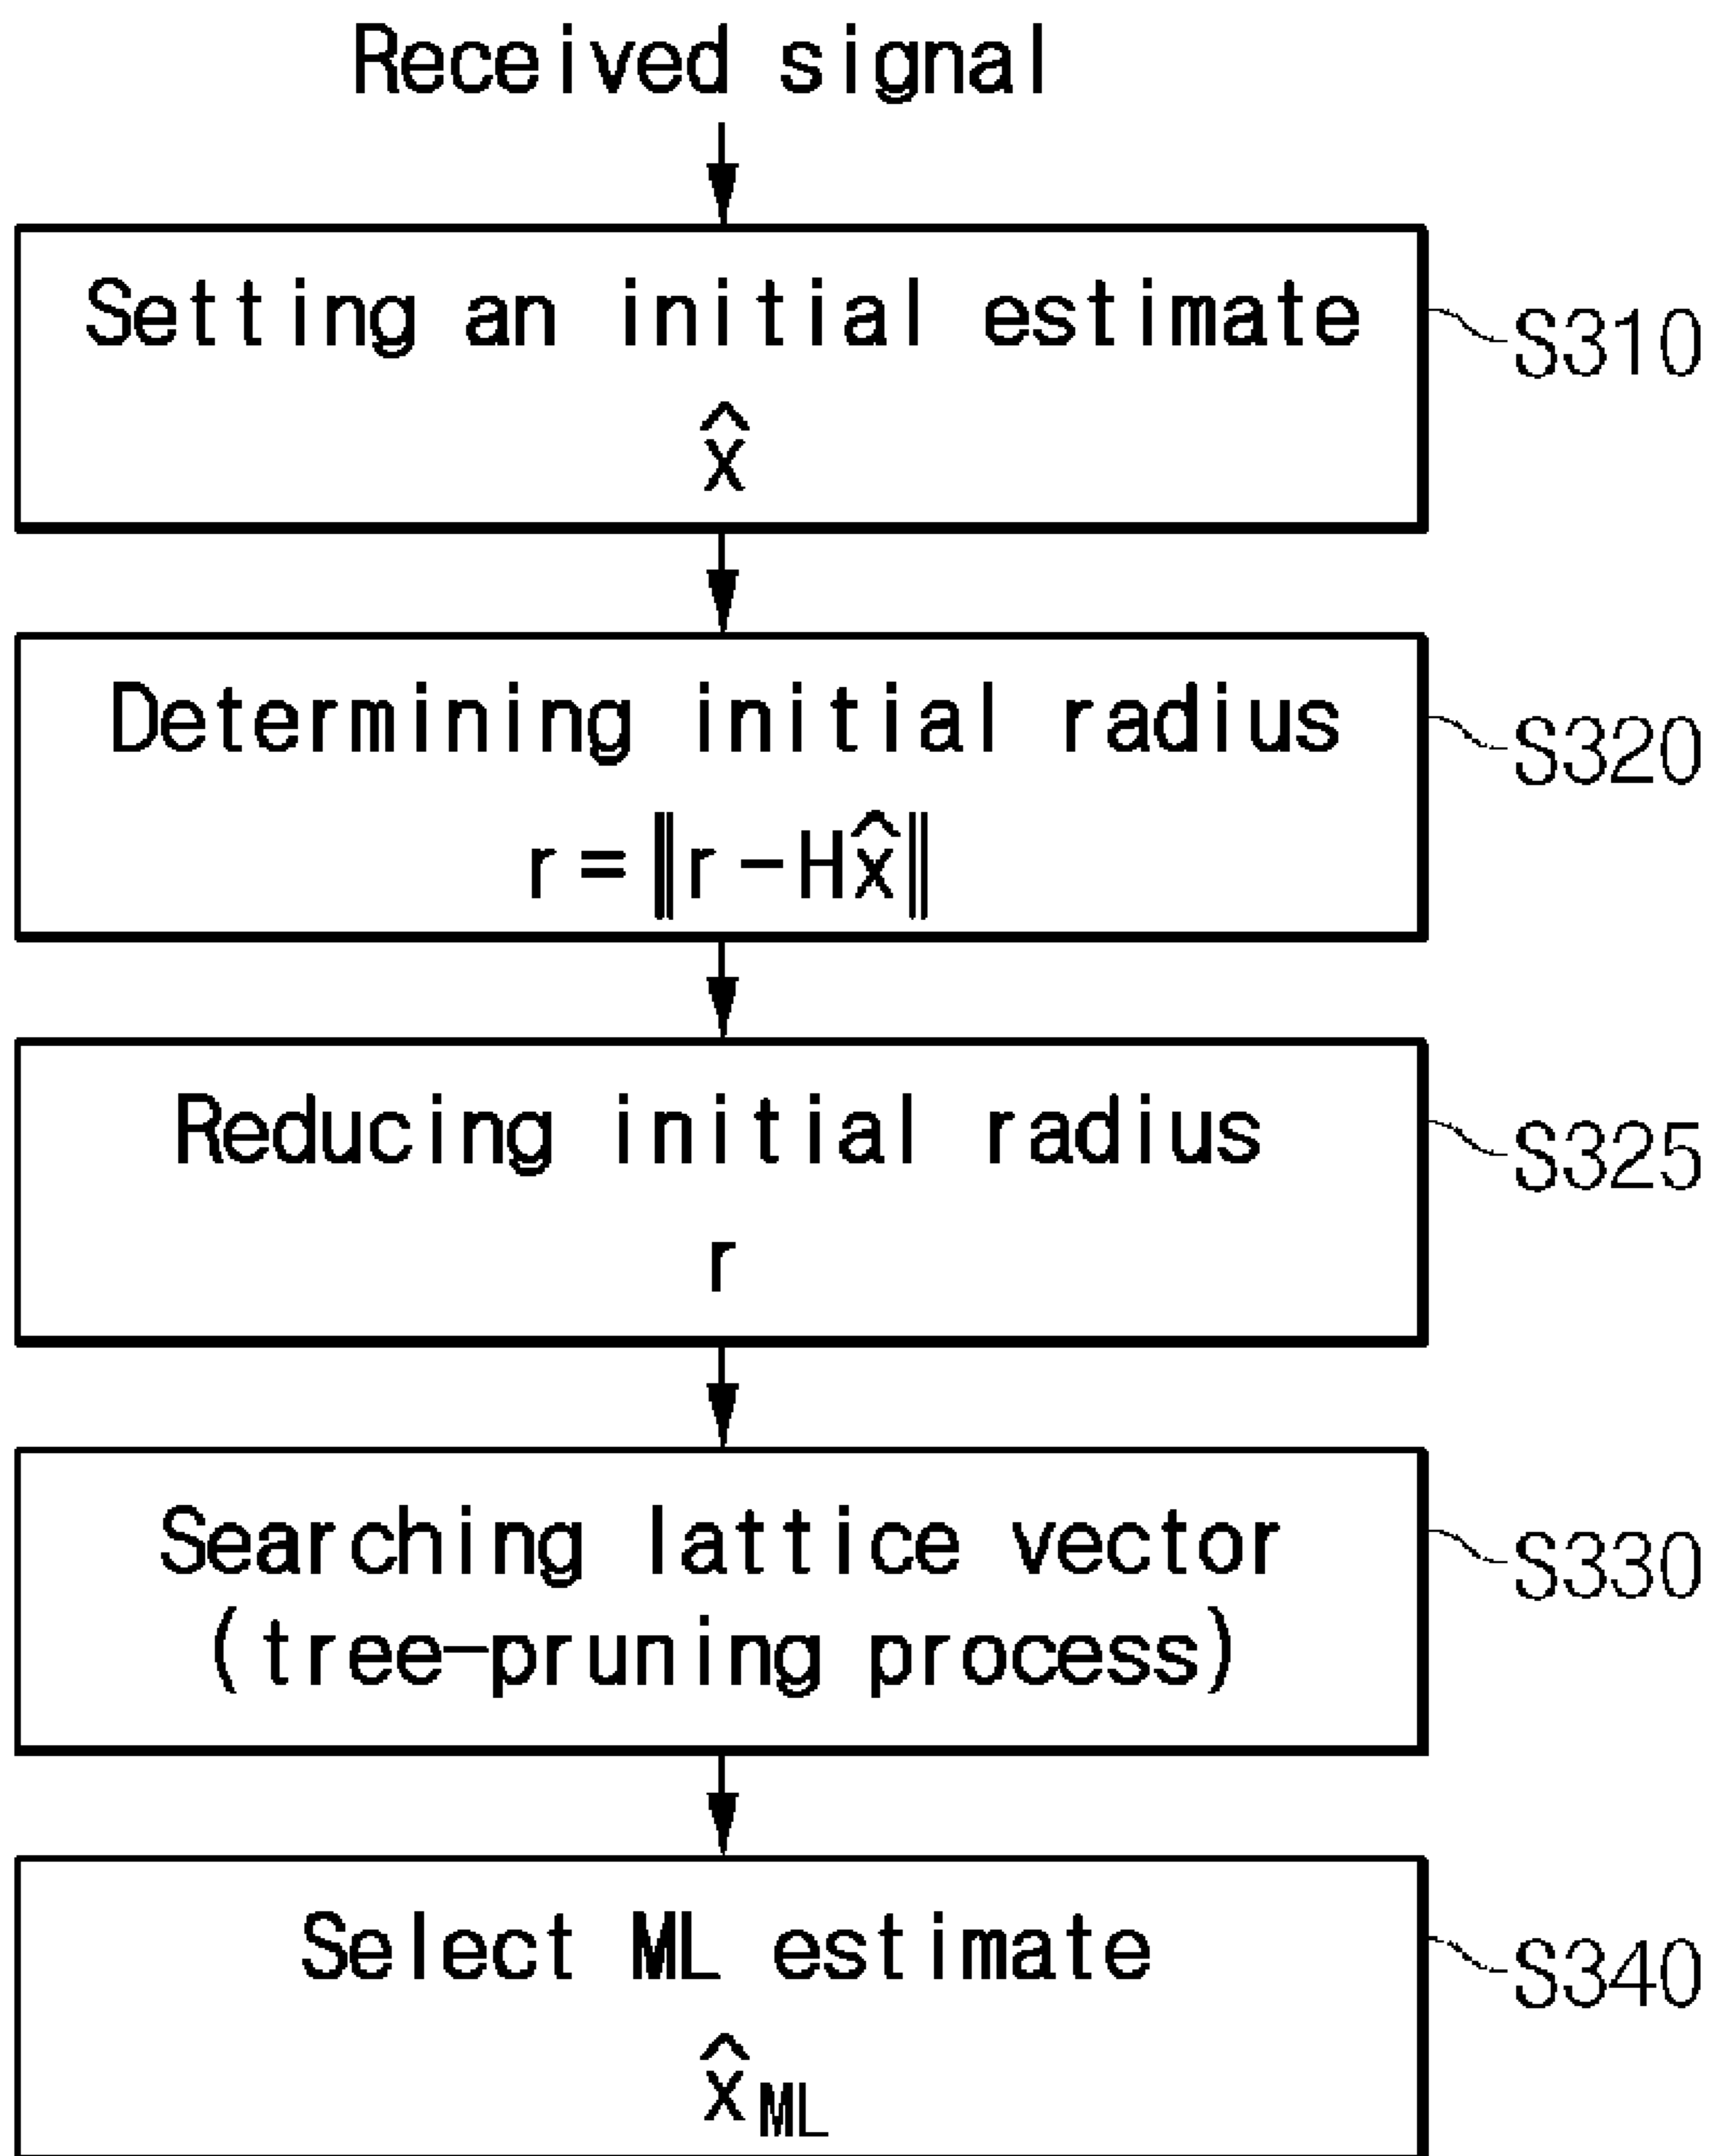 Received signal
Setting an initial estimate
x̂
S310
Determining initial radius
r=‖r-Hx̂‖
S320
Reducing initial radius
r
S325
Searching lattice vector
(tree-pruning process)
S330
Select ML estimate
x̂ML
S340